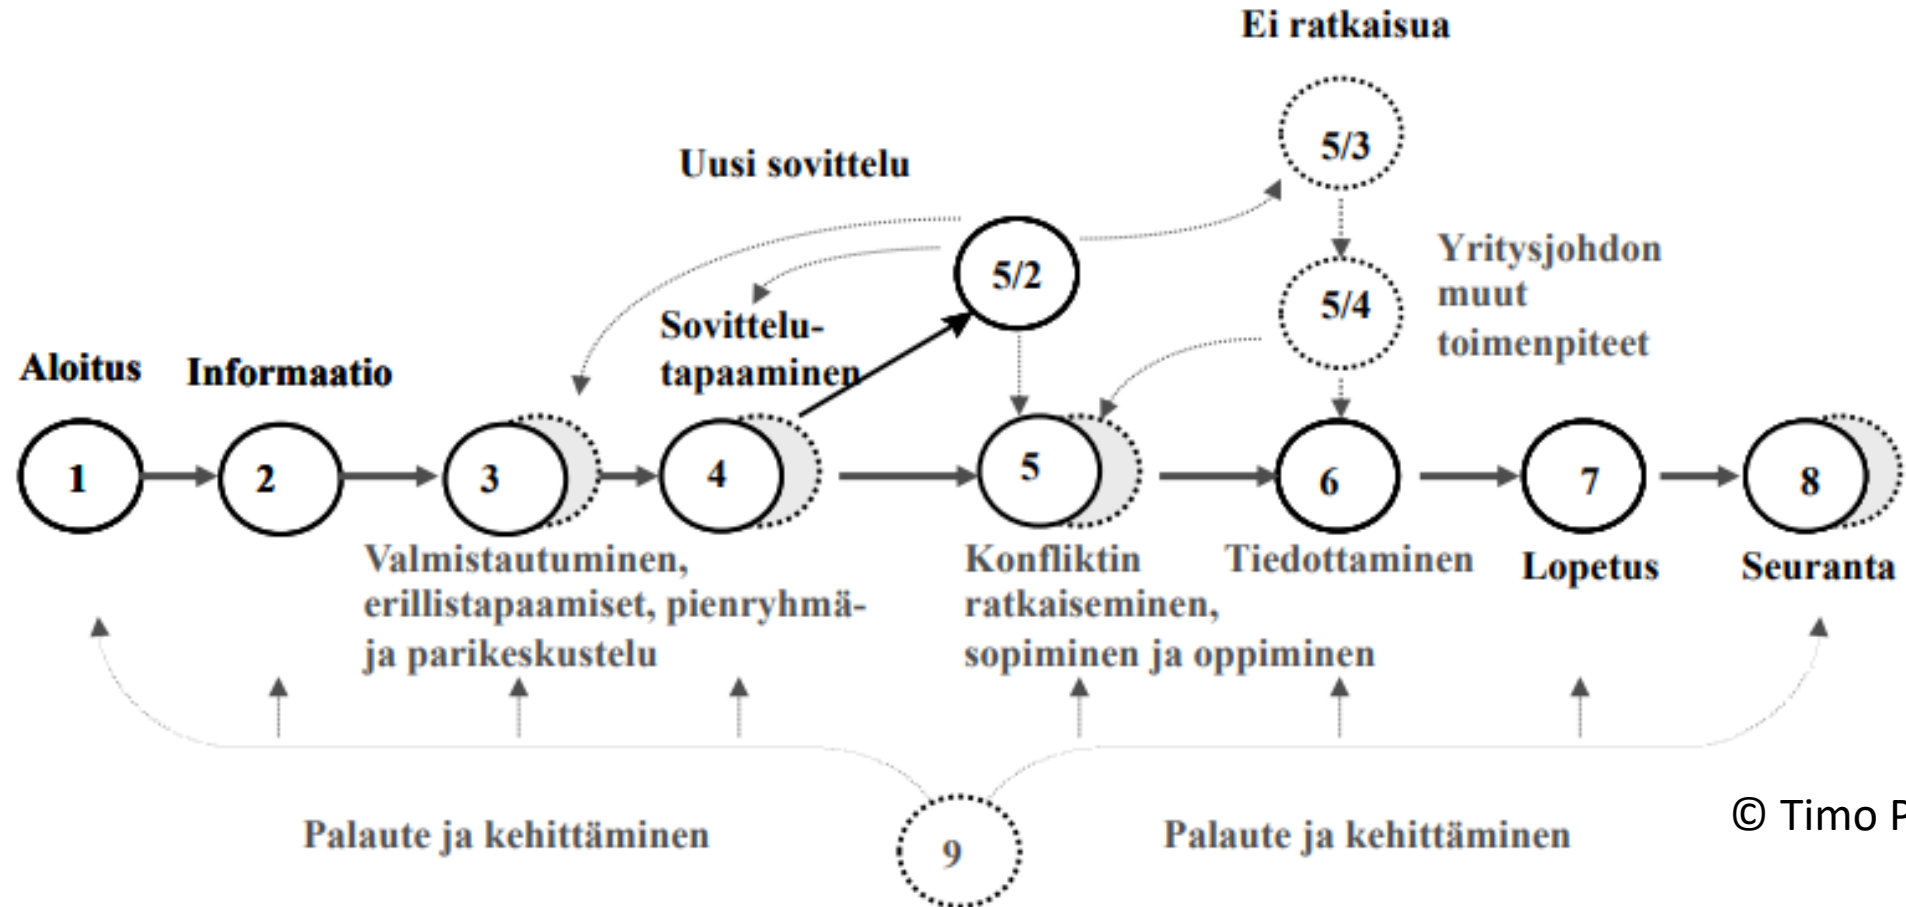 Ei ratkaisua
5/3
Uusi sovittelu
5/2
5/4
Yritysjohdon
muut
toimenpiteet
Sovittelu-
tapaaminen
Aloitus
Informaatio
1
2
3
4
5
6
7
8
Valmistautuminen,
erillistapaamiset, pienryhmä-
ja parikeskustelu
Konfliktin
ratkaiseminen,
sopiminen ja oppiminen
Tiedottaminen
Lopetus
Seuranta
Palaute ja kehittäminen
9
Palaute ja kehittäminen
© Timo P